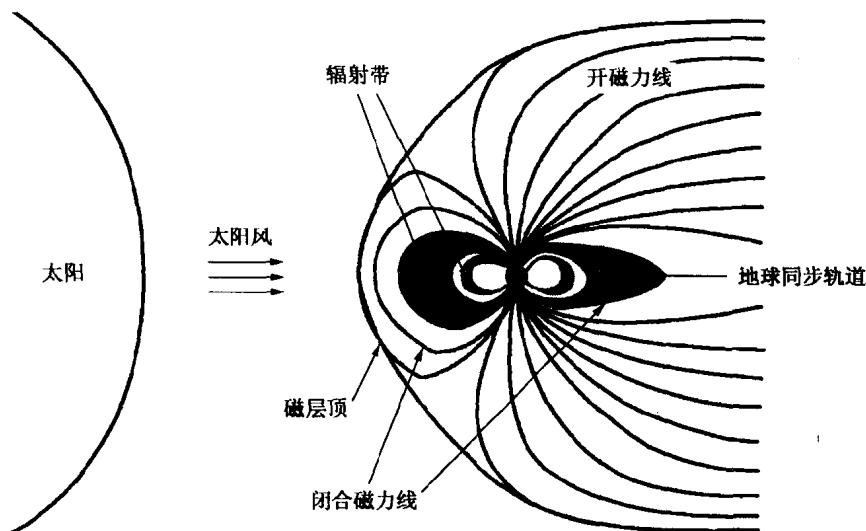 辐射带
开磁力线
太阳风
太阳
地球同步轨道
磁层顶
闭合磁力线